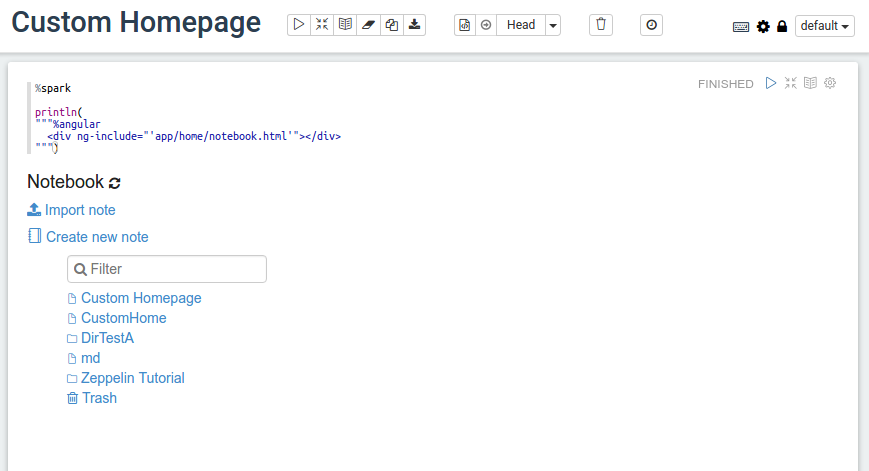 Custom Homepage
Head
default
FINISHED
%spark
println(
"""%angular
  <div ng-include="'app/home/notebook.html'"></div>
""")
Notebook
Import note
Create new note
Filter
Custom Homepage
CustomHome
DirTestA
md
Zeppelin Tutorial
Trash